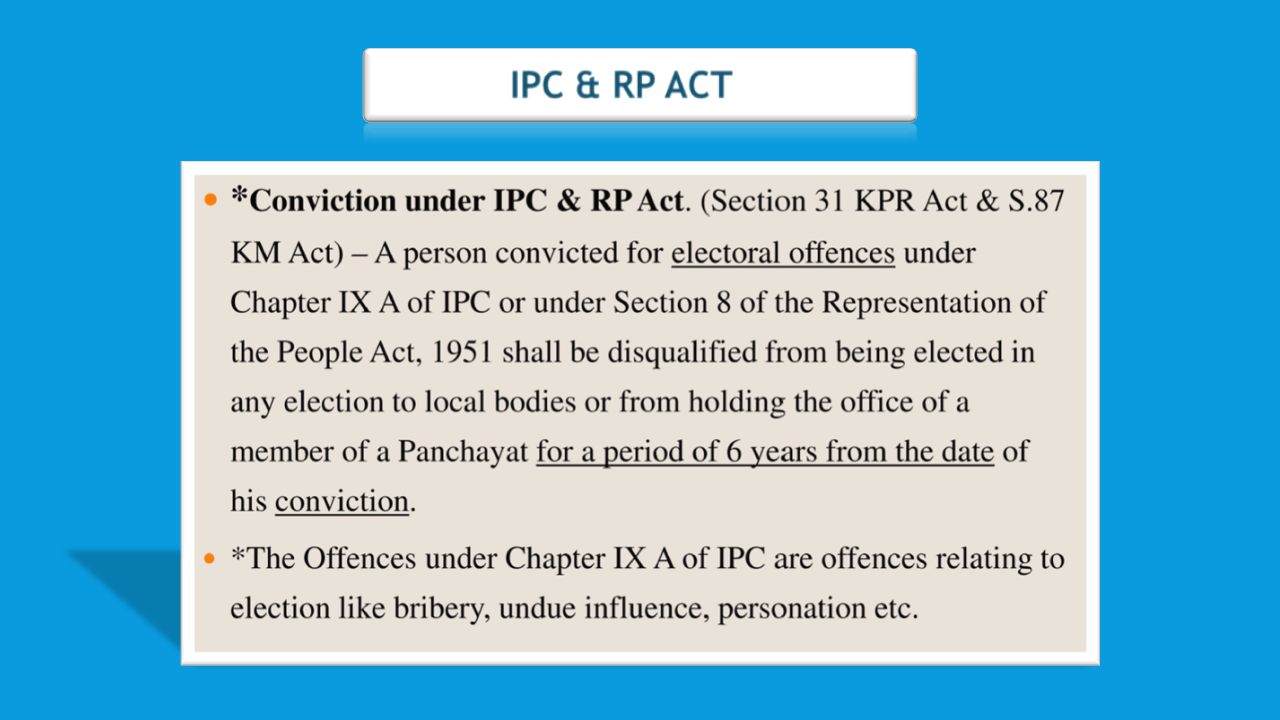 IPC & RP ACT
*Conviction under IPC & RP Act. (Section 31 KPR Act & S.87
KM Act) – A person convicted for electoral offences under
Chapter IX A of IPC or under Section 8 of the Representation of
the People Act, 1951 shall be disqualified from being elected in
any election to local bodies or from holding the office of a
member of a Panchayat for a period of 6 years from the date of
his conviction.
*The Offences under Chapter IX A of IPC are offences relating to
election like bribery, undue influence, personation etc.